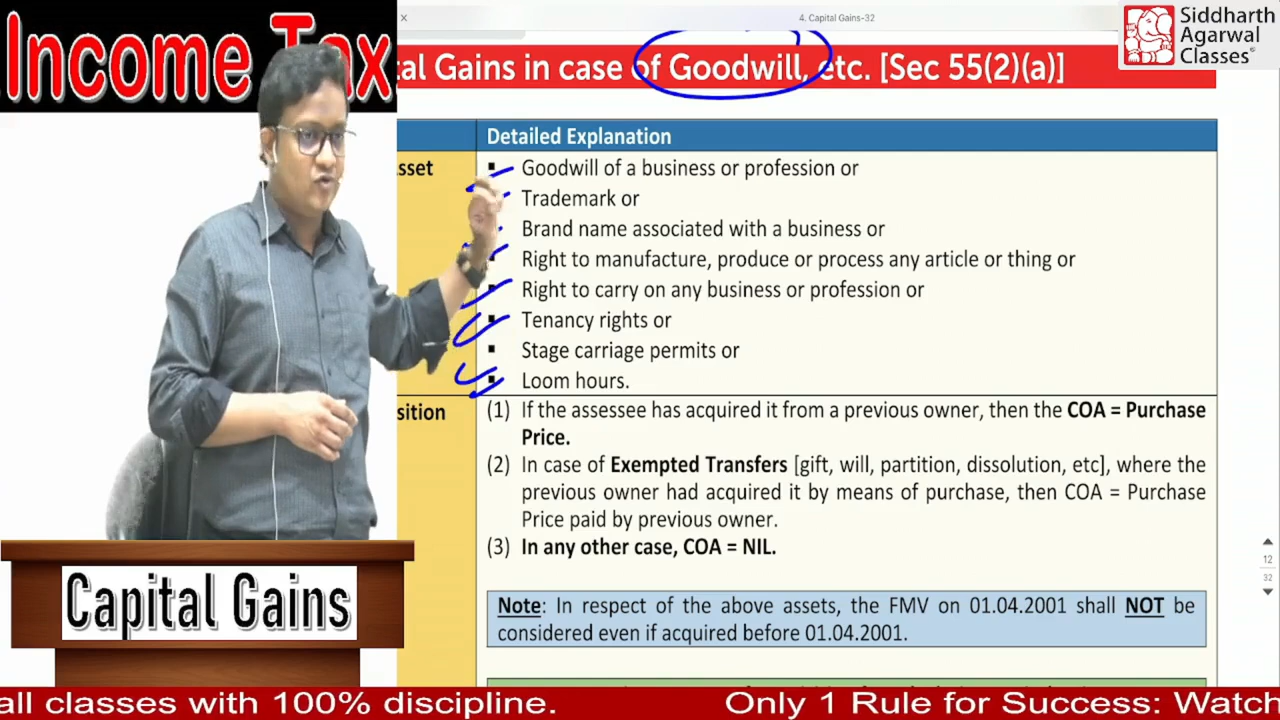 Income Tax
4. Capital Gains-32
Siddharth
Agarwal
Classes®
tal Gains in case of Goodwill, etc. [Sec 55(2)(a)]
Detailed Explanation
sset
▪ Goodwill of a business or profession or
▪ Trademark or
Brand name associated with a business or
▪ Right to manufacture, produce or process any article or thing or
▪ Right to carry on any business or profession or
▪ Tenancy rights or
▪ Stage carriage permits or
▪ Loom hours.
sition
(1) If the assessee has acquired it from a previous owner, then the COA = Purchase
Price.
(2) In case of Exempted Transfers [gift, will, partition, dissolution, etc], where the
previous owner had acquired it by means of purchase, then COA = Purchase
Price paid by previous owner.
(3) In any other case, COA = NIL.
Note: In respect of the above assets, the FMV on 01.04.2001 shall NOT be
considered even if acquired before 01.04.2001.
12
32
Capital Gains
all classes with 100% discipline.
Only 1 Rule for Success: Watch